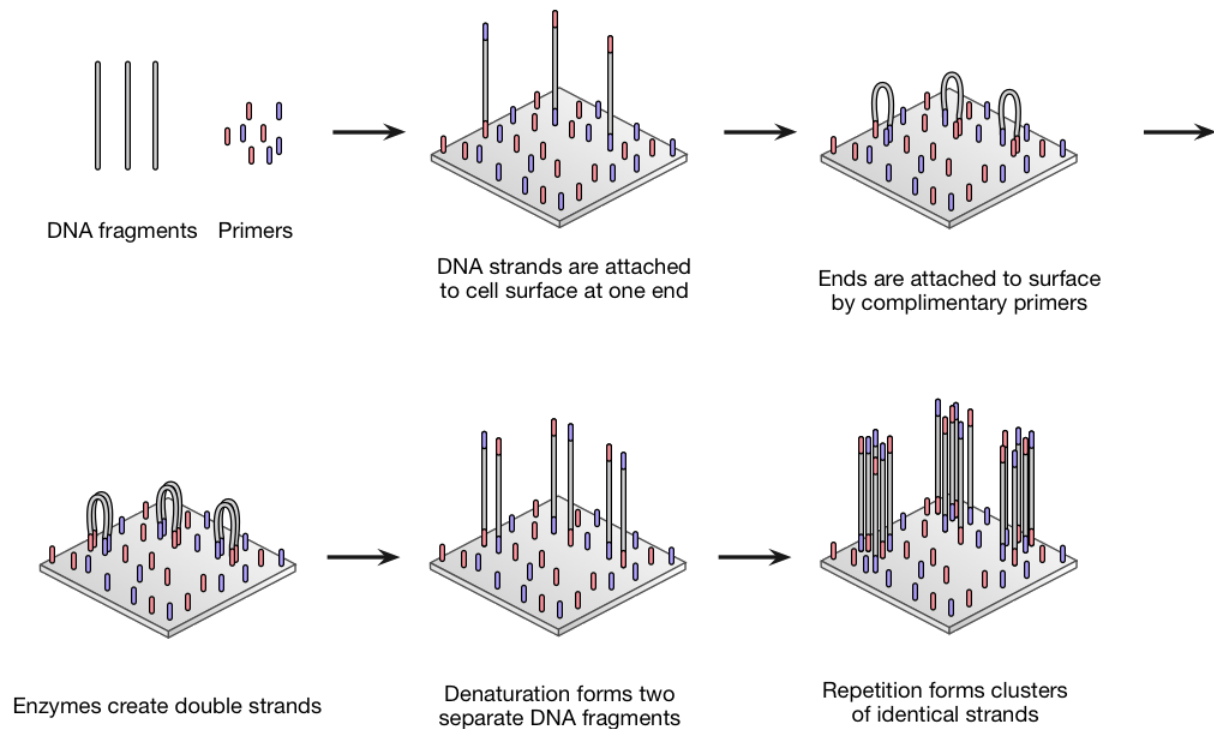 DNA fragments
Primers
DNA strands are attached
to cell surface at one end
Ends are attached to surface
by complimentary primers
Enzymes create double strands
Denaturation forms two
separate DNA fragments
Repetition forms clusters
of identical strands